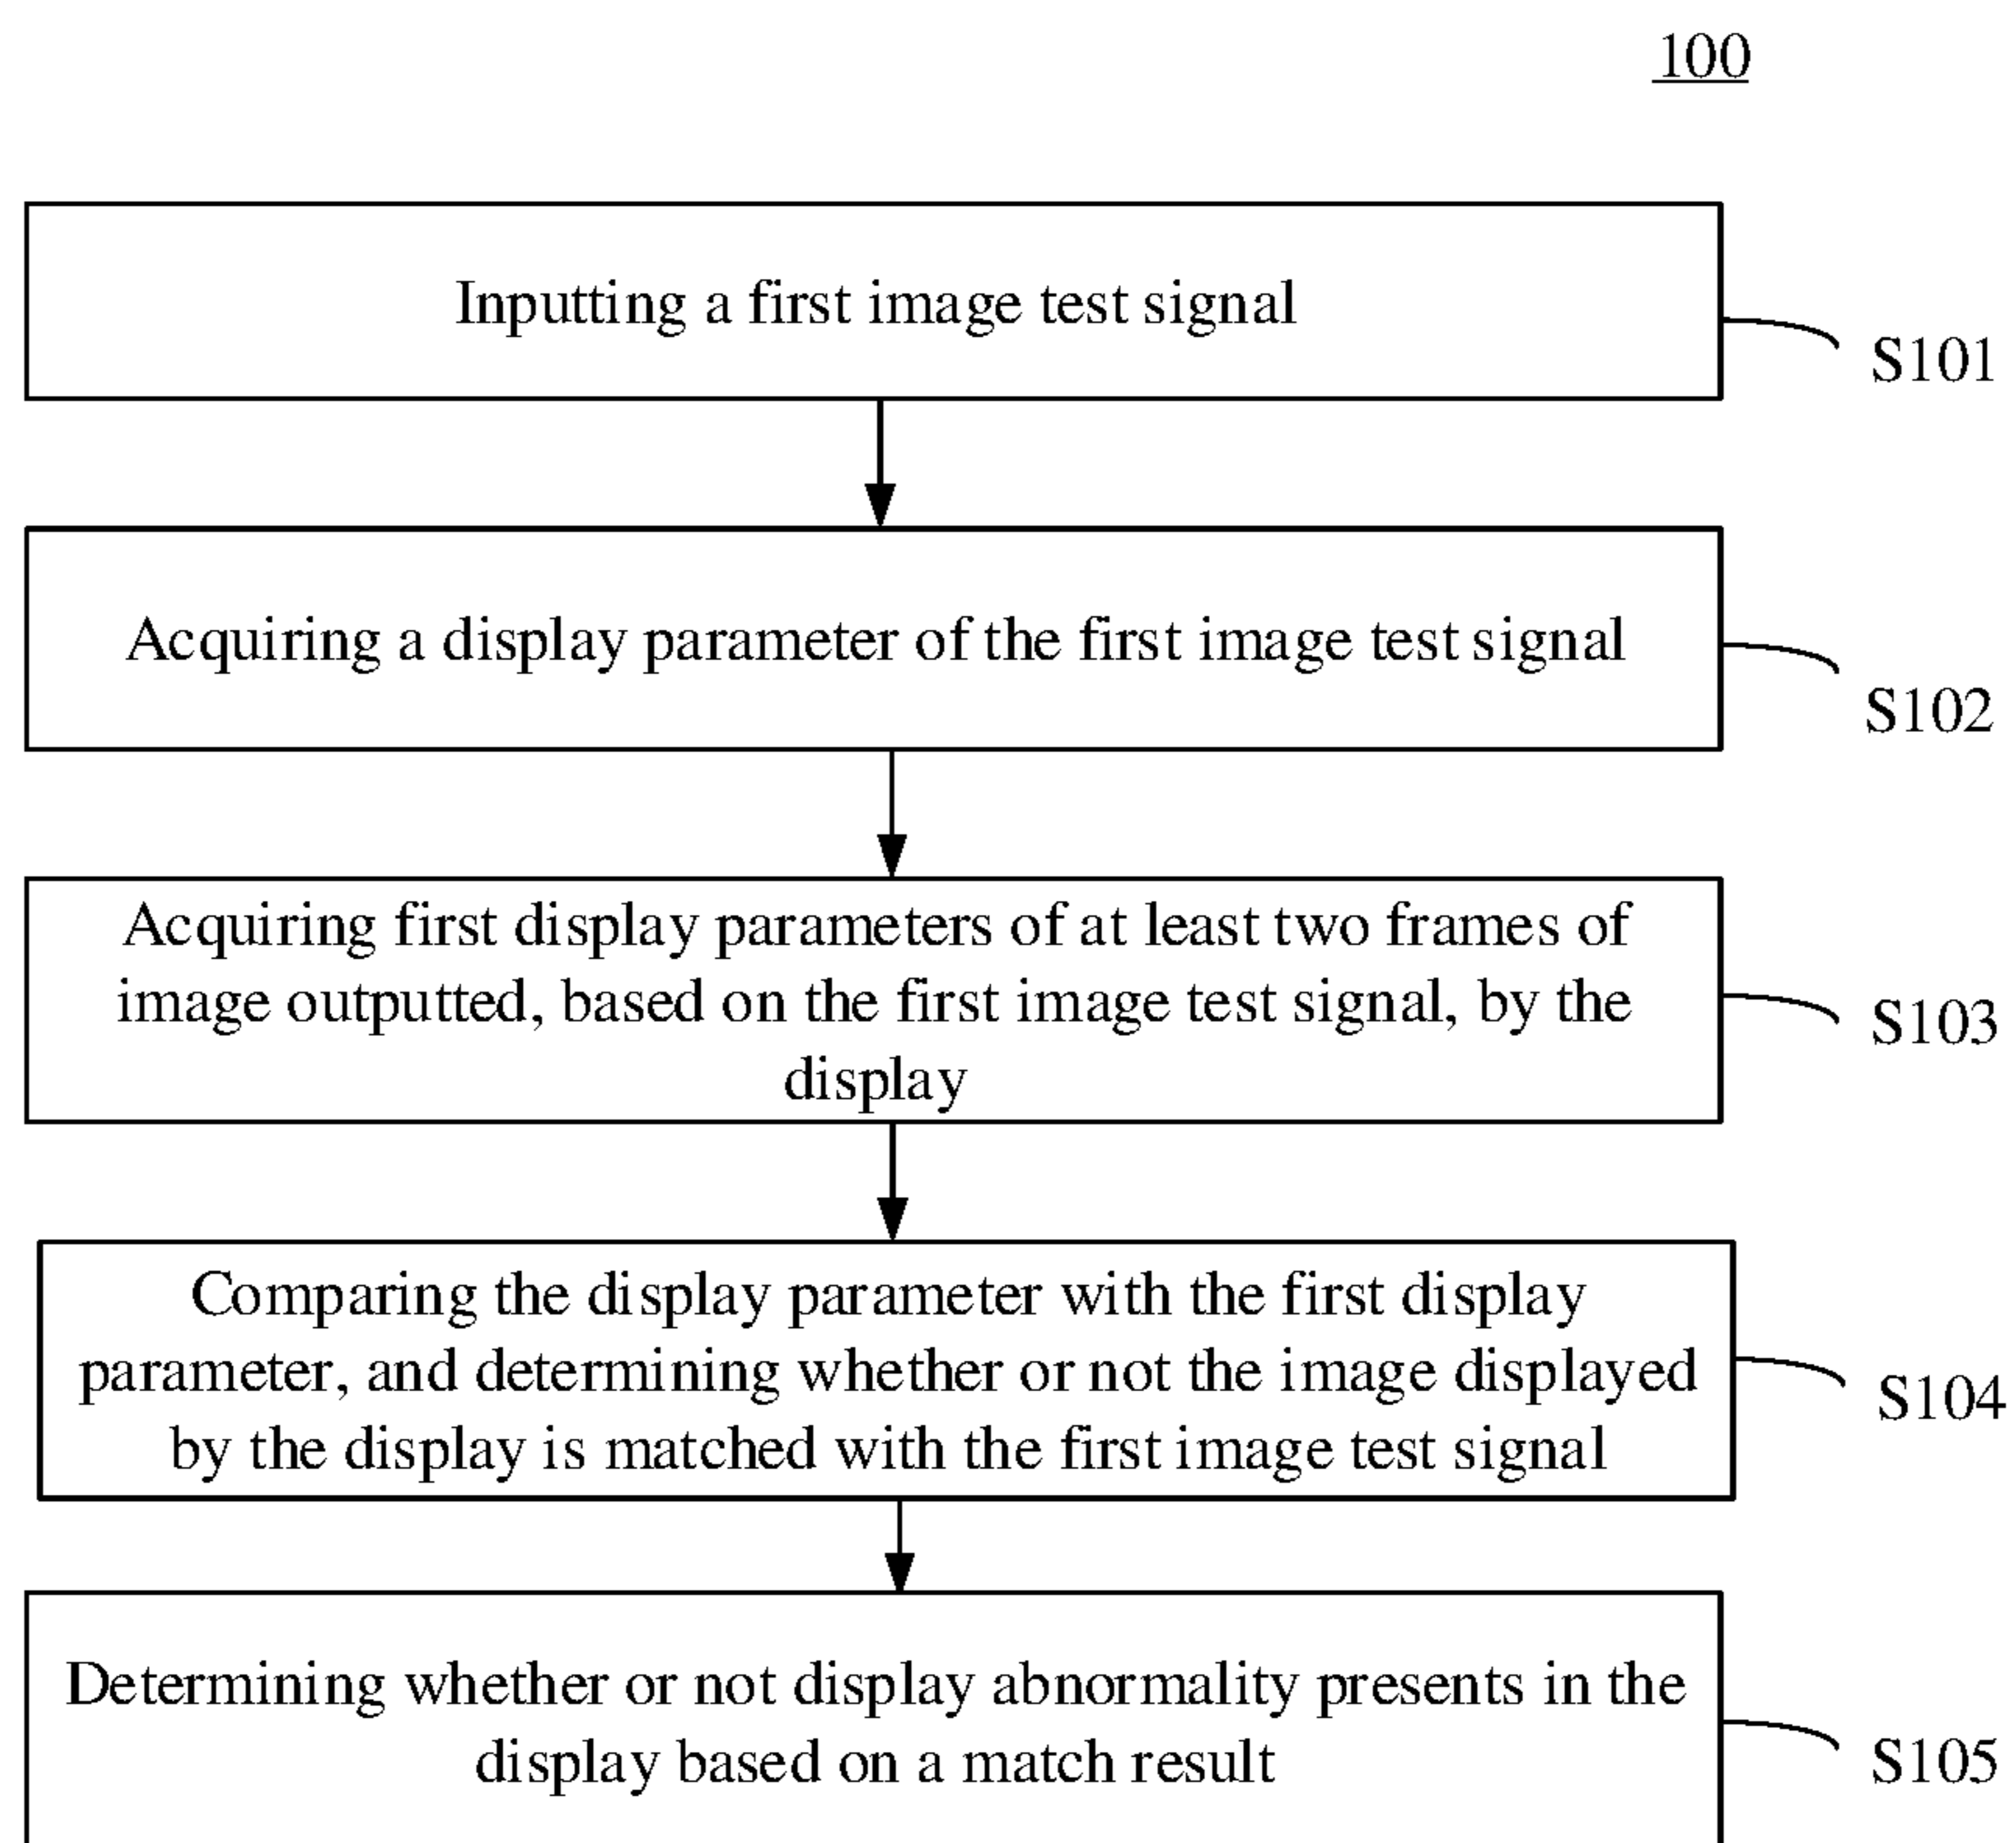 100
Inputting a first image test signal
S101
Acquiring a display parameter of the first image test signal
S102
Acquiring first display parameters of at least two frames of
image outputted, based on the first image test signal, by the
display
S103
Comparing the display parameter with the first display
parameter, and determining whether or not the image displayed
by the display is matched with the first image test signal
S104
Determining whether or not display abnormality presents in the
display based on a match result
S105